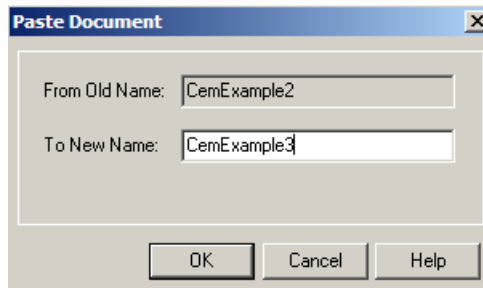 Paste Document
From Old Name: CemExample2
To New Name: CemExample3
OK Cancel Help